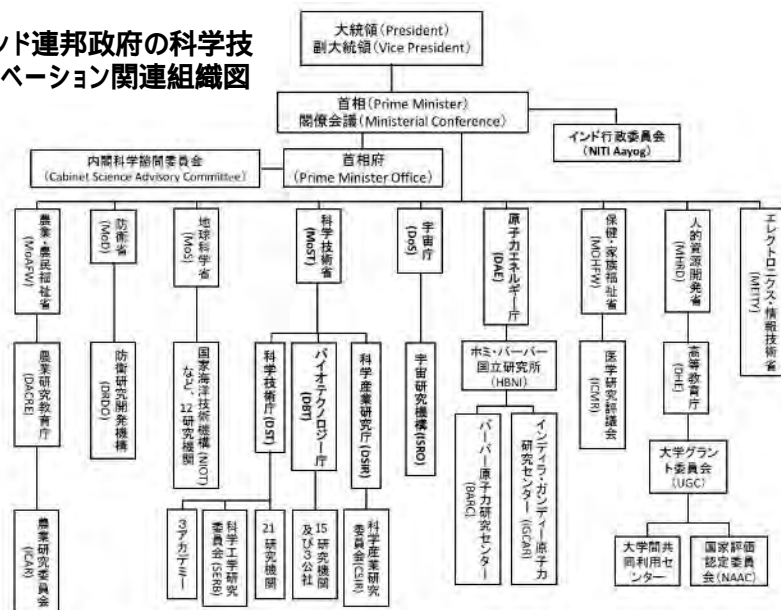 ンド連邦政府の科学技
ベーション関連組織図
大統領(President)
副大統領(Vice President)
首相(Prime Minister)
閣僚会議(Ministerial Conference)
インド行政委員会
(NITI Aayog)
内閣科学諮問委員会
(Cabinet Science Advisory Committee)
首相府
(Prime Minister Office)
農業・農民福祉省
(MoAFW)
防衛省
(MoD)
地球科学省
(MoS)
科学技術省
(MoST)
宇宙庁
(DoS)
原子力エネルギー庁
(DAE)
保健・家族福祉省
(MOHFW)
人的資源開発省
(MHRD)
エレクトロニクス・情報技術省
(MEITY)
農業研究教育庁
(DACRE)
防衛研究開発機構
(DRDO)
国家海洋技術機構(NIOT)
など、12研究機関
科学技術庁(DST)
バイオテクノロジー庁
(DBT)
科学産業研究庁(DSIR)
宇宙研究機構(ISRO)
ホミ・バーバー
国立研究所
(HBNI)
医学研究評議会
(ICMR)
高等教育庁
(DHE)
バーバー原子力研究センター
(BARC)
インディラ・ガンディー原子力
研究センター(IGCAR)
大学グラン
ト委員会
(UGC)
農業研究委員会
(ICAR)
3アカデミー
科学工学研究
委員会(SERB)
21研究機関
15研究機関
及び3公社
科学産業研究
委員会(CSIR)
大学間共
同利用セ
ンター
国家評価
認定委員
会(NAAC)